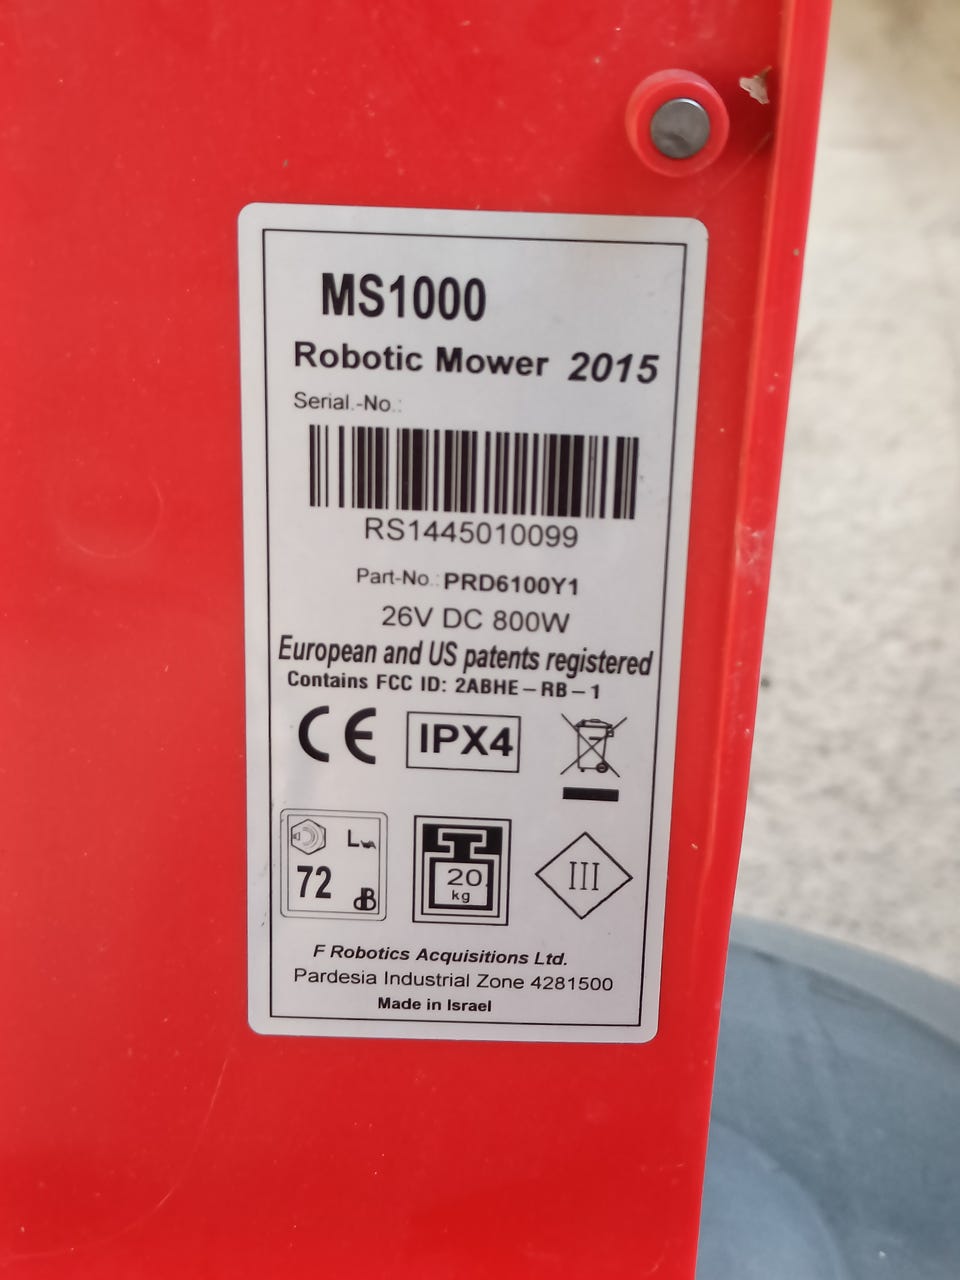 MS1000
Robotic Mower 2015
Serial.-No.:
RS1445010099
Part-No.: PRD6100Y1
26V DC 800W
European and US patents registered
Contains FCC ID: 2ABHE-RB-1
CE IPX4
LWA
72
dB
20
kg
III
F Robotics Acquisitions Ltd.
Pardesia Industrial Zone 4281500
Made in Israel